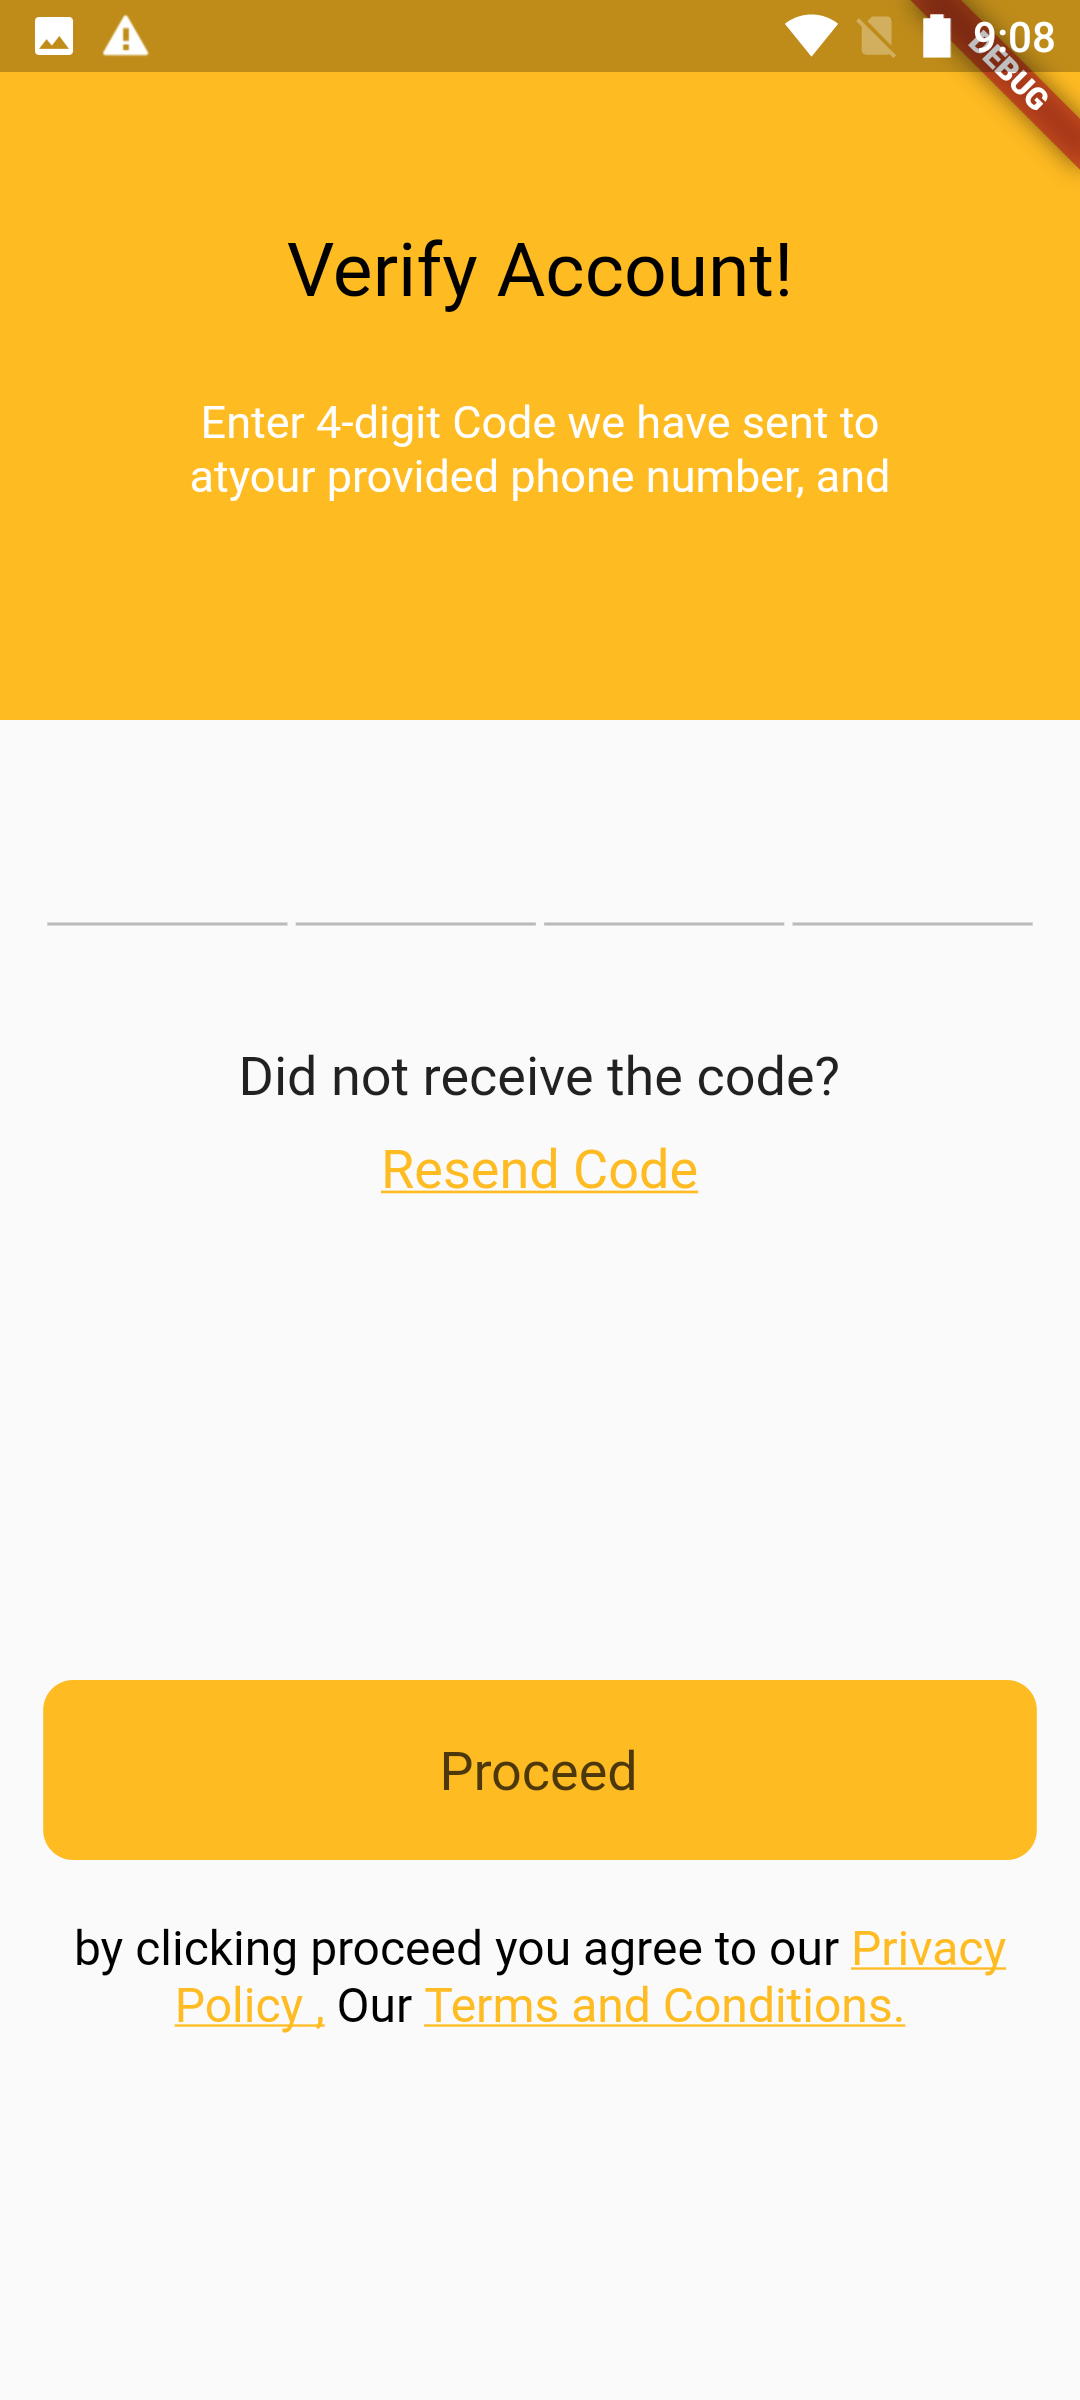 9:08
DEBUG
Verify Account!
Enter 4-digit Code we have sent to
atyour provided phone number, and
Did not receive the code?
Resend Code
Proceed
by clicking proceed you agree to our Privacy
Policy , Our Terms and Conditions.